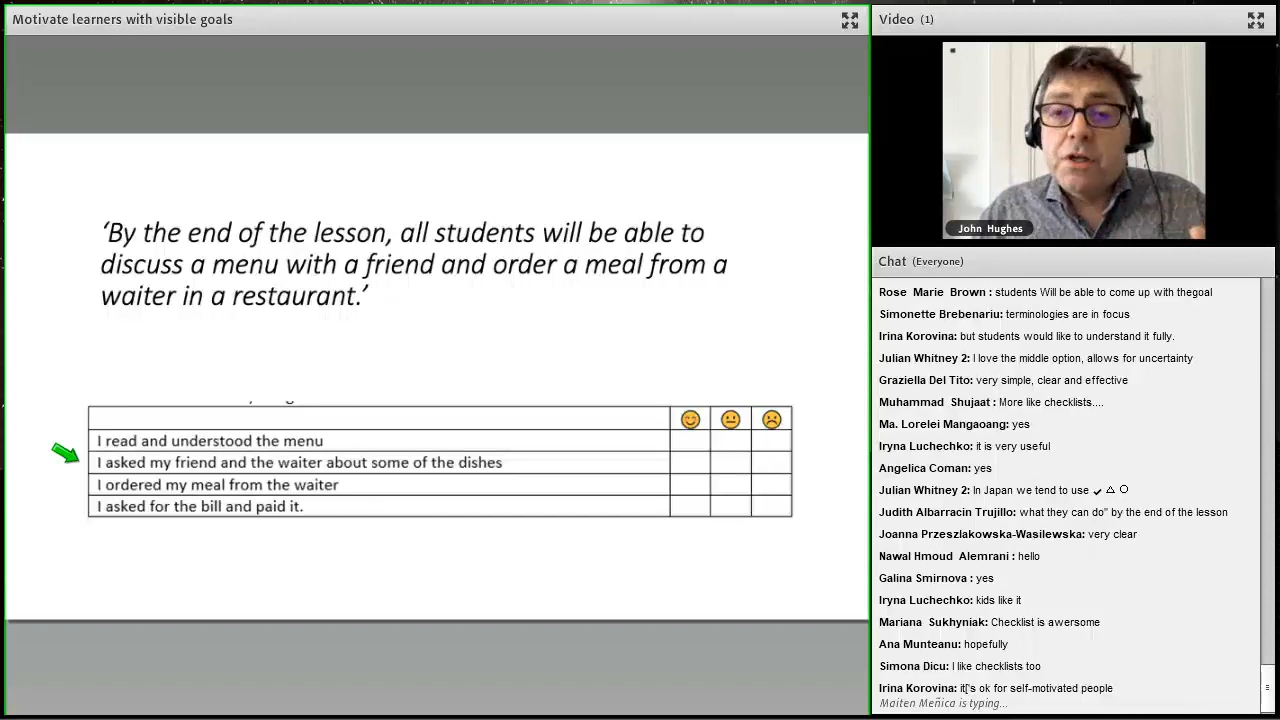 Motivate learners with visible goals
‘By the end of the lesson, all students will be able to
discuss a menu with a friend and order a meal from a
waiter in a restaurant.’
I read and understood the menu
I asked my friend and the waiter about some of the dishes
I ordered my meal from the waiter
I asked for the bill and paid it.
Video (1)
John Hughes
Chat (Everyone)
Rose Marie Brown : students Will be able to come up with thegoal
Simonette Brebenariu: terminologies are in focus
Irina Korovina: but students would like to understand it fully.
Julian Whitney 2: I love the middle option, allows for uncertainty
Graziella Del Tito: very simple, clear and effective
Muhammad Shujaat : More like checklists....
Ma. Lorelei Mangaoang: yes
Iryna Luchechko: it is very useful
Angelica Coman: yes
Julian Whitney 2: In Japan we tend to use ✓ △ ○
Judith Albarracin Trujillo: what they can do" by the end of the lesson
Joanna Przeszlakowska-Wasilewska: very clear
Nawal Hmoud Alemrani : hello
Galina Smirnova : yes
Iryna Luchechko: kids like it
Mariana Sukhyniak: Checklist is awersome
Ana Munteanu: hopefully
Simona Dicu: I like checklists too
Irina Korovina: it['s ok for self-motivated people
Maiten Meñica is typing...